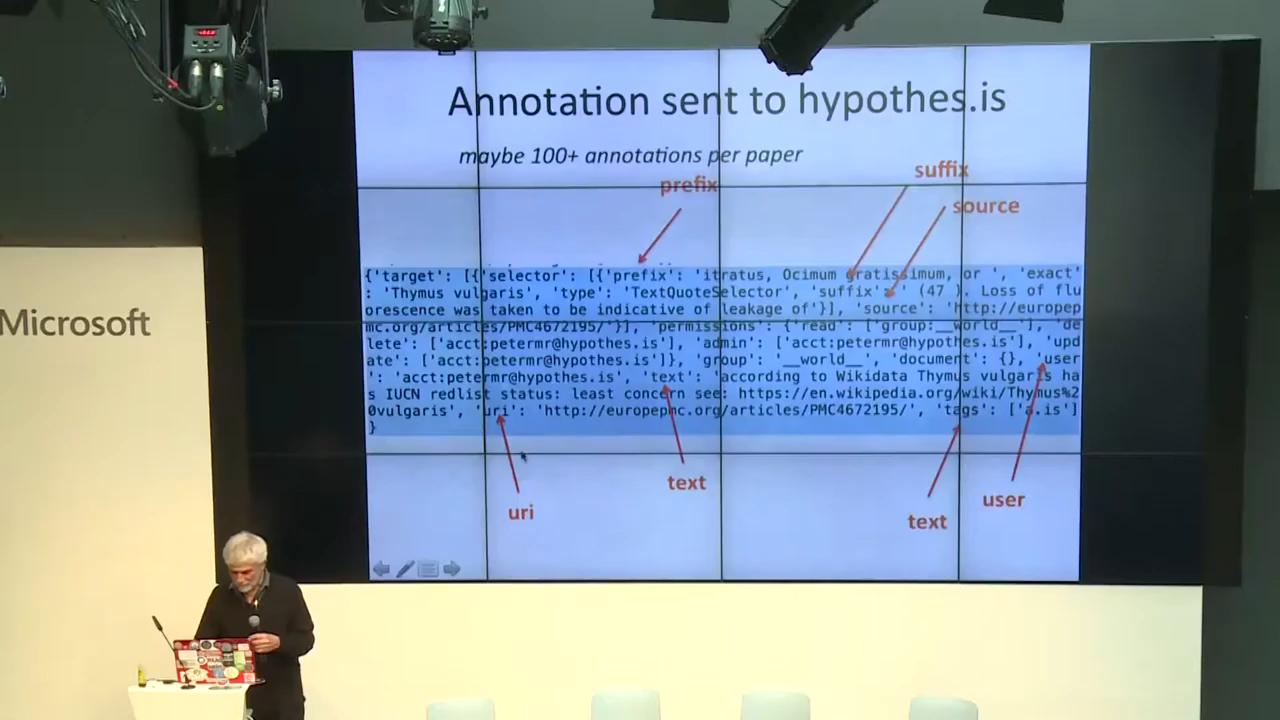 Annotation sent to hypothes.is
maybe 100+ annotations per paper
prefix
suffix
source
{'target': [{'selector': [{'prefix': 'itratus, Ocimum gratissimum, or ', 'exact'
: 'Thymus vulgaris', 'type': 'TextQuoteSelector', 'suffix': ' (47 ). Loss of flu
orescence was taken to be indicative of leakage of'}], 'source': 'http://europep
mc.org/articles/PMC4672195/'}], 'permissions': {'read': ['group:__world__'], 'de
lete': ['acct:petermr@hypothes.is'], 'admin': ['acct:petermr@hypothes.is'], 'upd
ate': ['acct:petermr@hypothes.is']}, 'group': '__world__', 'document': {}, 'user
': 'acct:petermr@hypothes.is', 'text': 'according to Wikidata Thymus vulgaris ha
s IUCN redlist status: least concern see: https://en.wikipedia.org/wiki/Thymus%2
0vulgaris', 'uri': 'http://europepmc.org/articles/PMC4672195/', 'tags': ['a.is']
}
uri
text
text
user
Microsoft